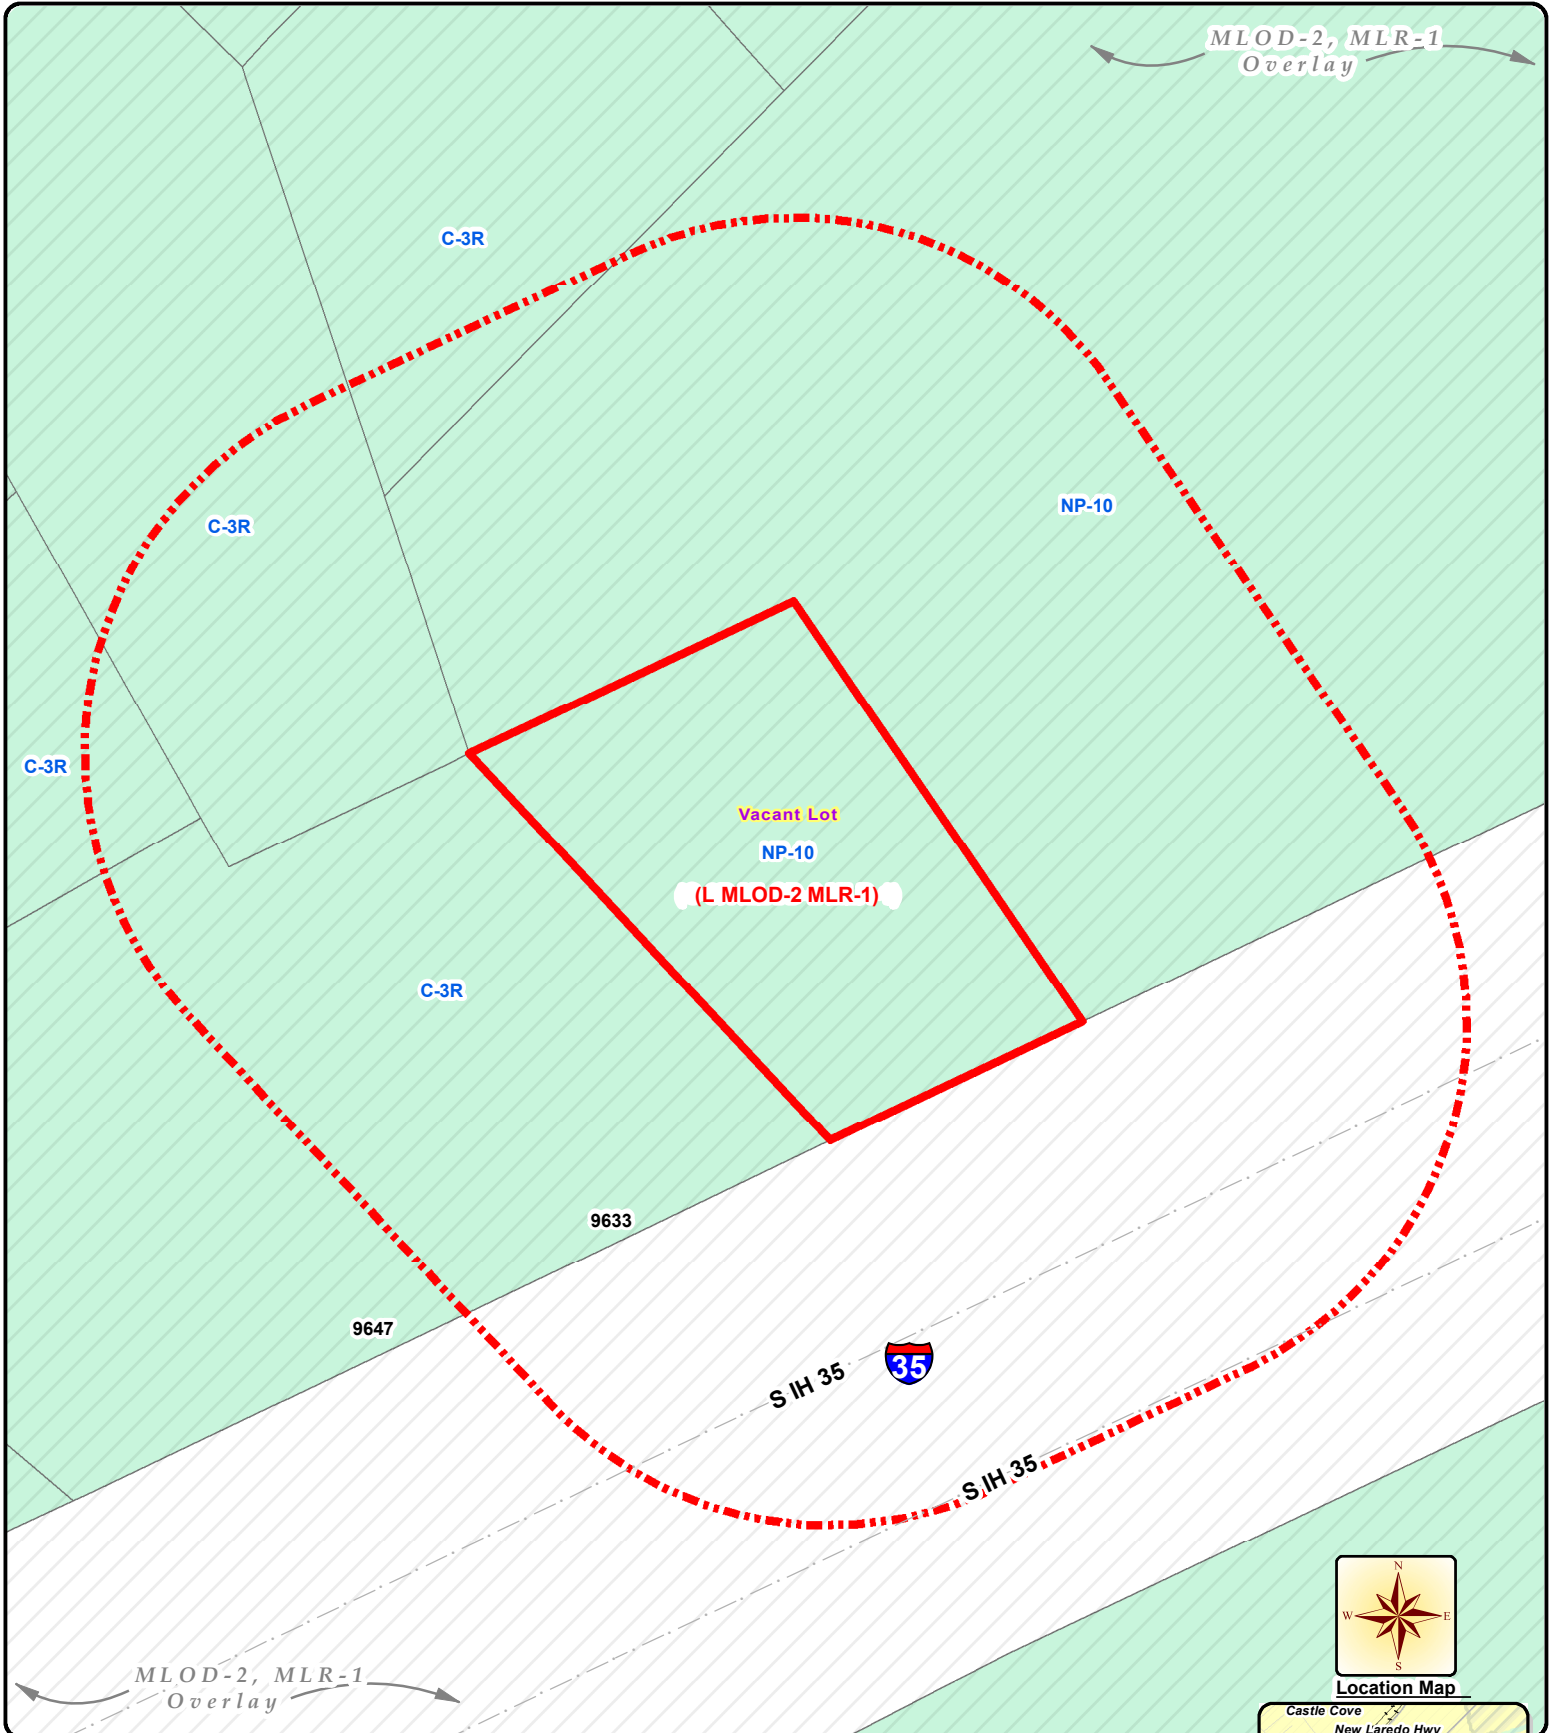 MLOD-2, MLR-1
Overlay
C-3R
NP-10
C-3R
C-3R
Vacant Lot
NP-10
(L MLOD-2 MLR-1)
C-3R
9633
9647
35
S IH 35
S IH 35
N
W E
S
MLOD-2, MLR-1
Overlay
Location Map
Castle Cove
New Laredo Hwy